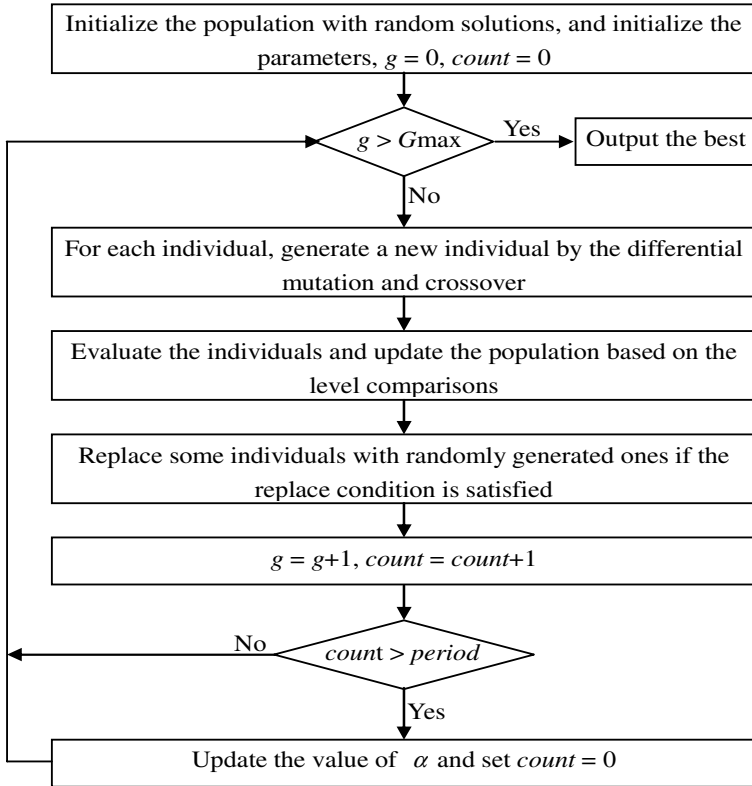 Initialize the population with random solutions, and initialize the
parameters, g = 0, count = 0
g > Gmax
Yes
Output the best
No
For each individual, generate a new individual by the differential
mutation and crossover
Evaluate the individuals and update the population based on the
level comparisons
Replace some individuals with randomly generated ones if the
replace condition is satisfied
g = g+1, count = count+1
No
count > period
Yes
Update the value of α and set count = 0